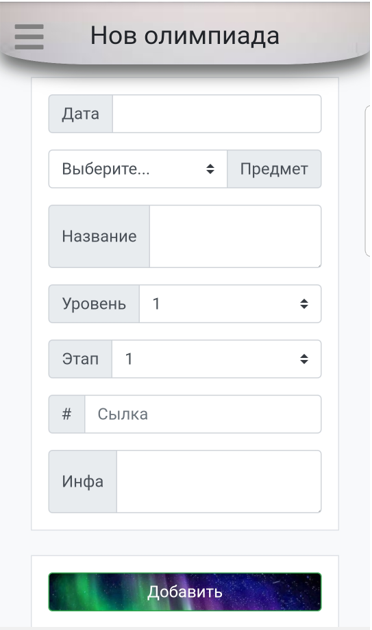 Нов олимпиада
Дата
Выберите... Предмет
Название
Уровень 1
Этап 1
# Сылка
Инфа
Добавить